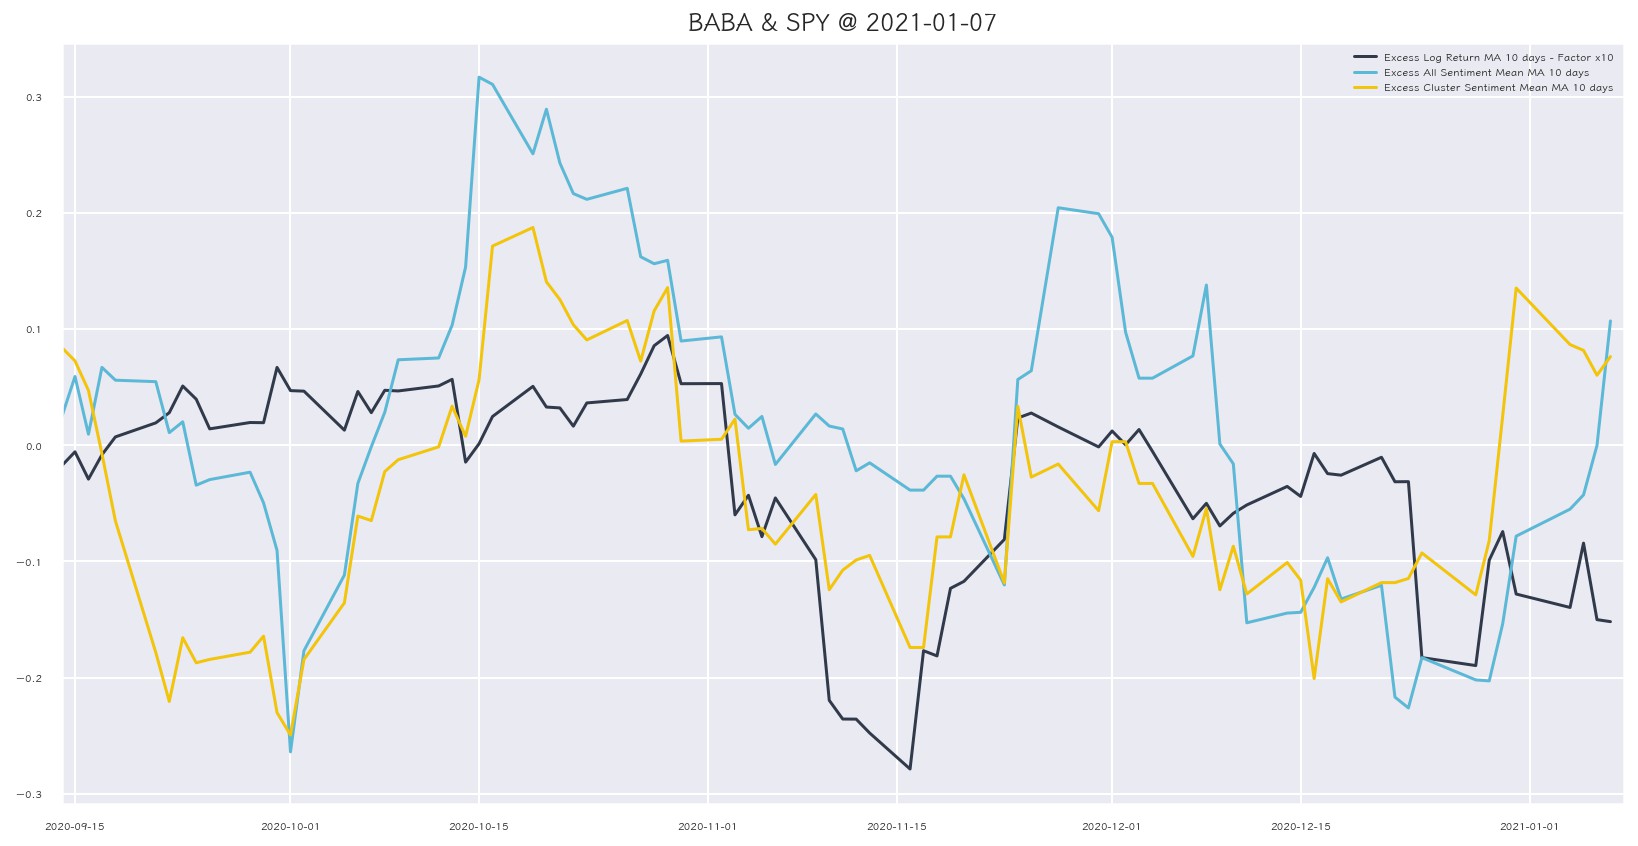 BABA & SPY @ 2021-01-07
Excess Log Return MA 10 days - Factor x10
Excess All Sentiment Mean MA 10 days
Excess Cluster Sentiment Mean MA 10 days
0.3
0.2
0.1
0.0
−0.1
−0.2
−0.3
2020-09-15 2020-10-01 2020-10-15 2020-11-01 2020-11-15 2020-12-01 2020-12-15 2021-01-01